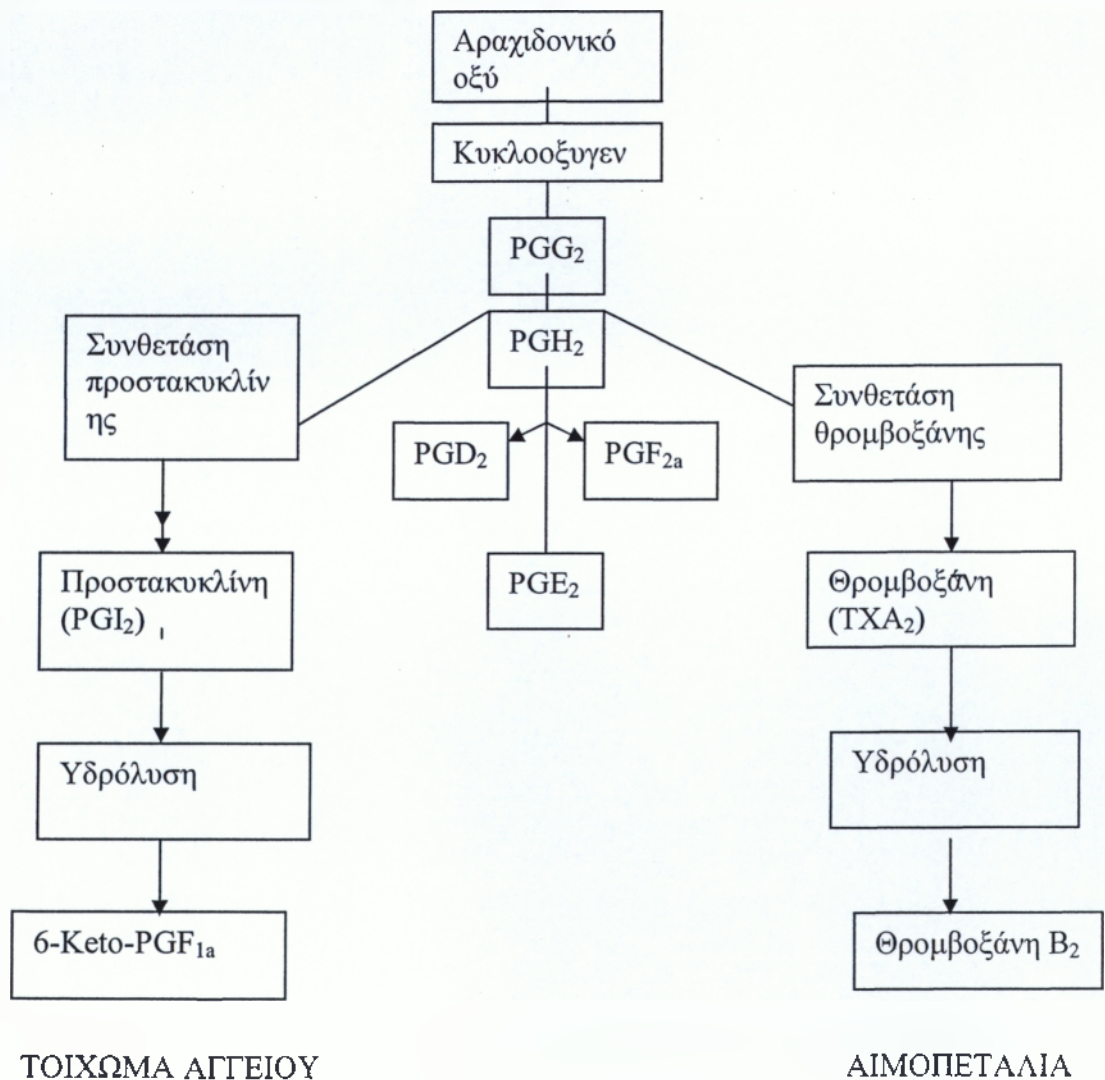 Αραχιδονικό
οξύ
Κυκλοοξυγεν
PGG₂
PGH₂
Συνθετάση
προστακυκλίν
ης
Συνθετάση
θρομβοξάνης
PGD₂
PGF₂ₐ
Προστακυκλίνη
(PGI₂)
PGE₂
Θρομβοξάνη
(TXA₂)
Υδρόλυση
Υδρόλυση
6-Keto-PGF₁ₐ
Θρομβοξάνη B₂
ΤΟΙΧΩΜΑ ΑΓΓΕΙΟΥ
ΑΙΜΟΠΕΤΑΛΙΑ